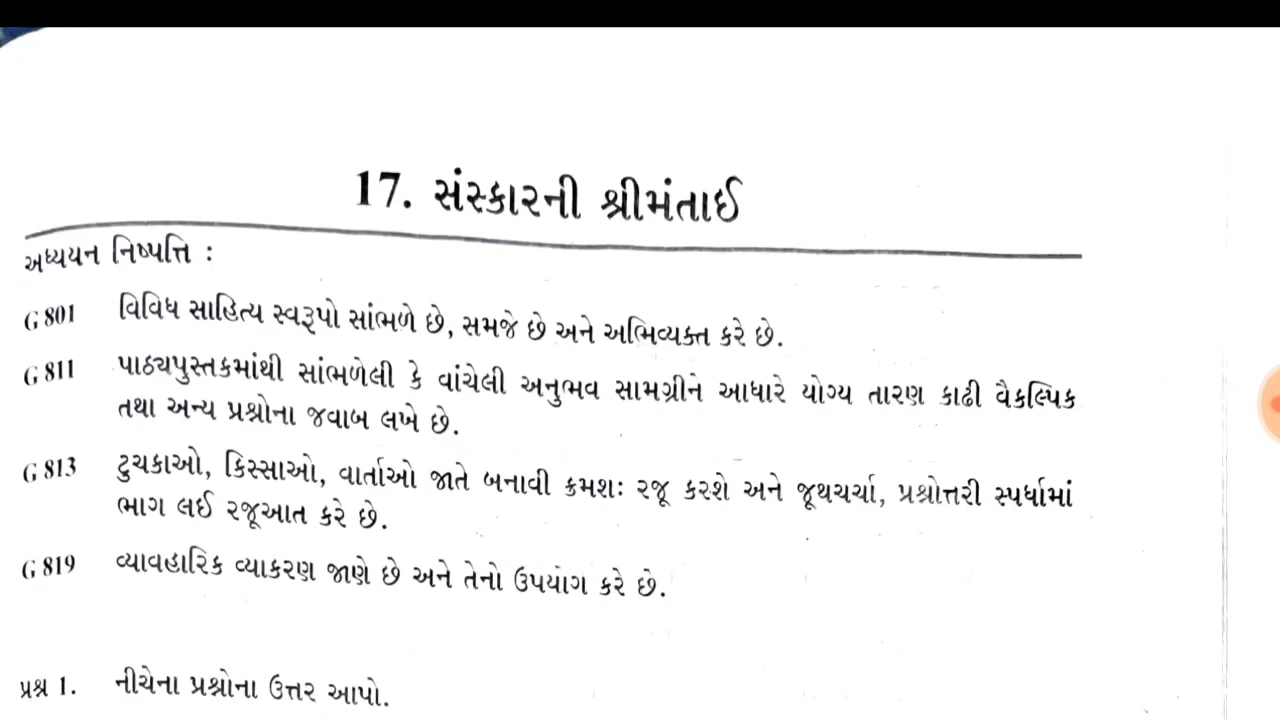 17. સંસ્કારની શ્રીમંતાઈ
અધ્યયન નિષ્પત્તિ :
G 801 વિવિધ સાહિત્ય સ્વરૂપો સાંભળે છે, સમજે છે અને અભિવ્યક્ત કરે છે.
G 811 પાઠ્યપુસ્તકમાંથી સાંભળેલી કે વાંચેલી અનુભવ સામગ્રીને આધારે યોગ્ય તારણ કાઢી વૈકલ્પિક
તથા અન્ય પ્રશ્નોના જવાબ લખે છે.
G 813 ટુચકાઓ, કિસ્સાઓ, વાર્તાઓ જાતે બનાવી ક્રમશઃ રજૂ કરશે અને જૂથચર્ચા, પ્રશ્નોત્તરી સ્પર્ધામાં
ભાગ લઈ રજૂઆત કરે છે.
G 819 વ્યાવહારિક વ્યાકરણ જાણે છે અને તેનો ઉપયોગ કરે છે.
પ્રશ્ન 1. નીચેના પ્રશ્નોના ઉત્તર આપો.